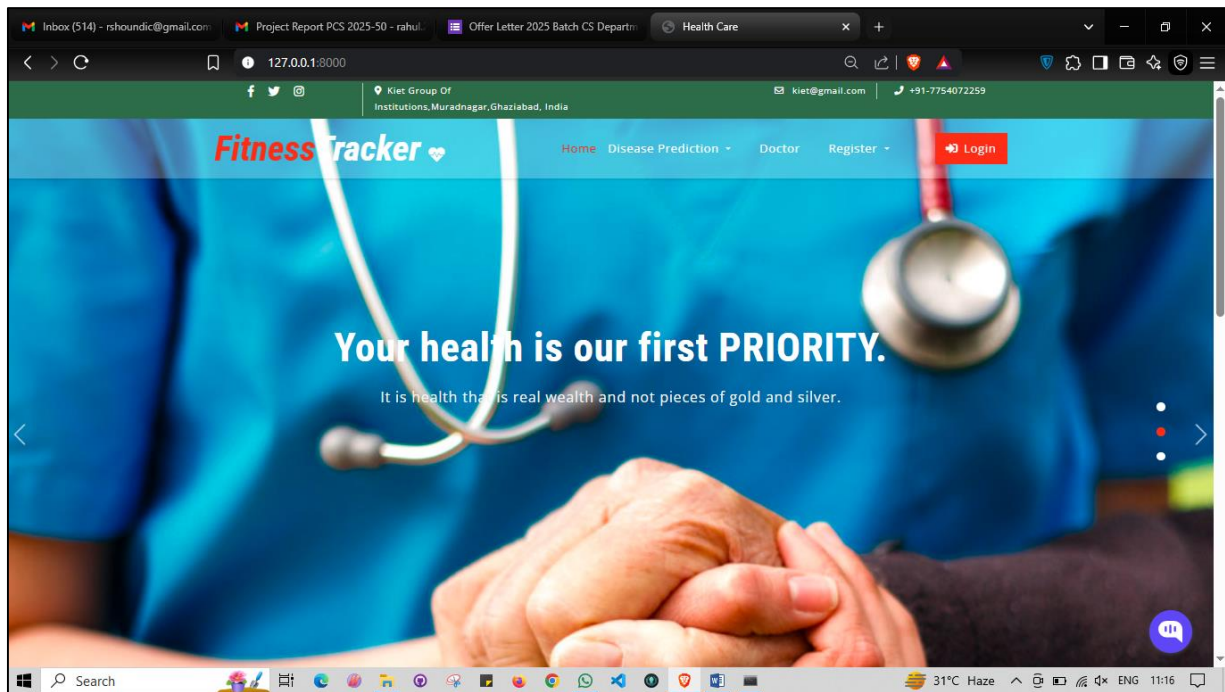 Inbox (514) - rshoundic@gmail.com
Project Report PCS 2025-50 - rahul.
Offer Letter 2025 Batch CS Departm
Health Care
127.0.0.1:8000
Kiet Group Of
Institutions,Muradnagar,Ghaziabad, India
kiet@gmail.com
+91-7754072259
FitnessTracker
Home
Disease Prediction
Doctor
Register
Login
Your health is our first PRIORITY.
It is health that is real wealth and not pieces of gold and silver.
Search
31°C Haze
ENG
11:16